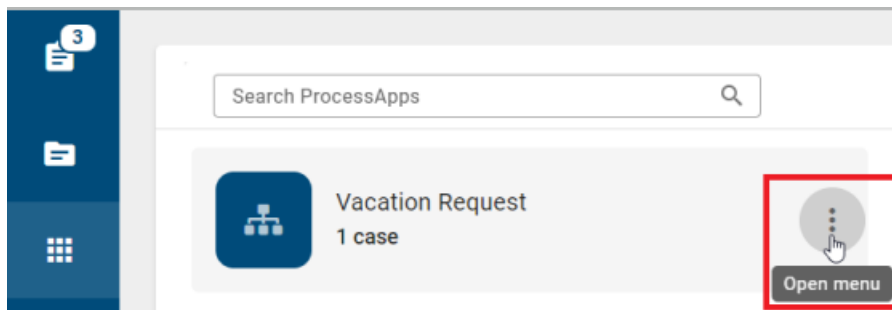 3
Search ProcessApps
Vacation Request
1 case
Open menu